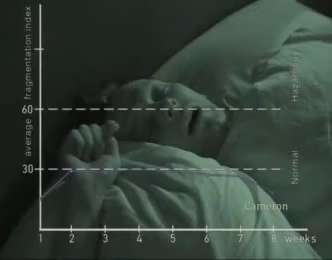 average fragmentation index
60
30
Hazardous
Normal
Cameron
1 2 3 4 5 6 7 8 weeks